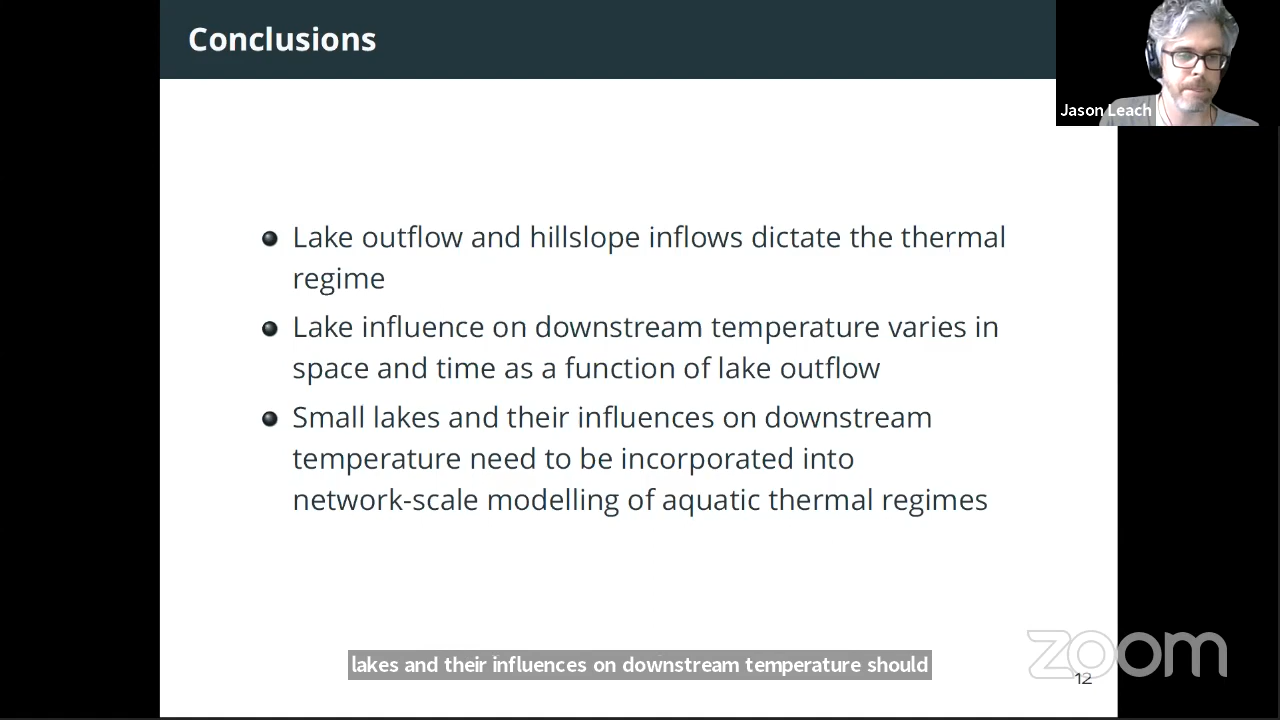 Conclusions
Jason Leach
Lake outflow and hillslope inflows dictate the thermal
regime
Lake influence on downstream temperature varies in
space and time as a function of lake outflow
Small lakes and their influences on downstream
temperature need to be incorporated into
network-scale modelling of aquatic thermal regimes
lakes and their influences on downstream temperature should
zoom
12